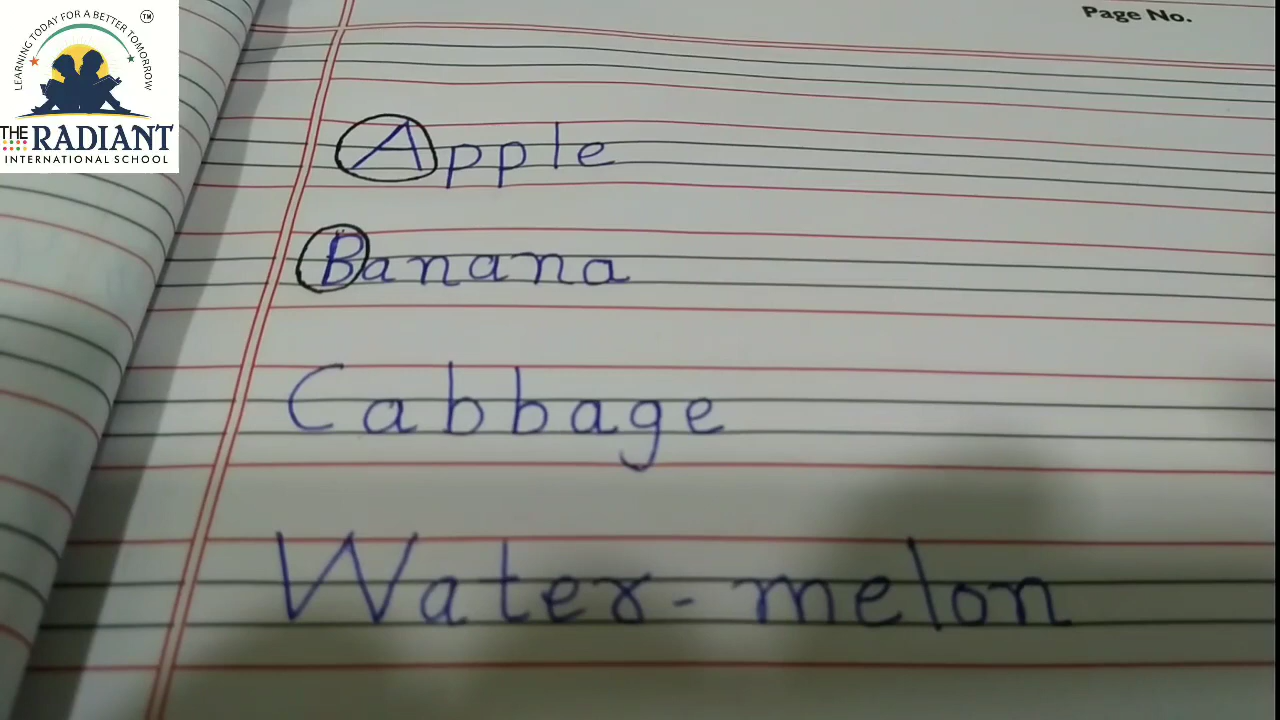 LEARNING TODAY FOR A BETTER TOMORROW
TM
THE RADIANT
INTERNATIONAL SCHOOL
Page No.
Apple
Banana
Cabbage
Water-melon